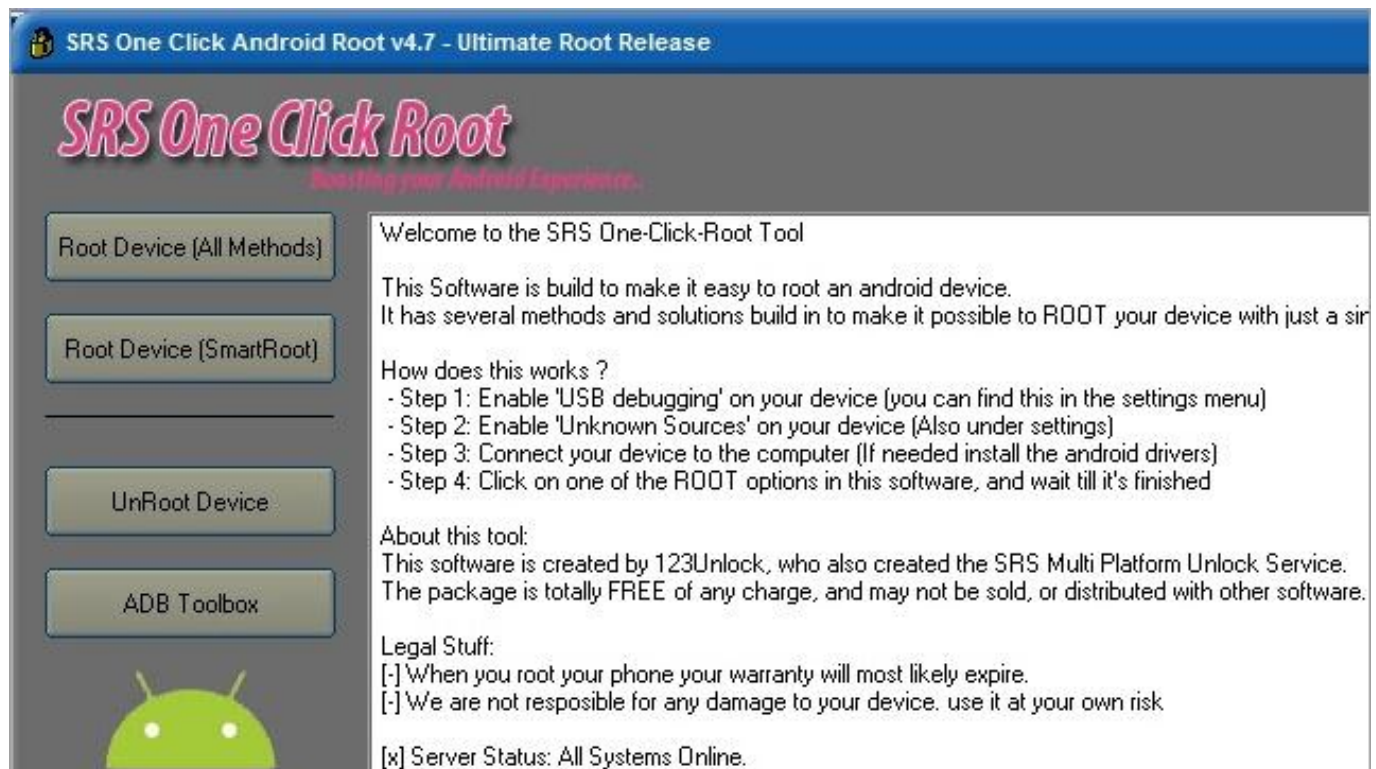 SRS One Click Android Root v4.7 - Ultimate Root Release
SRS One Click Root
Boosting your Android Experience..
Root Device (All Methods)
Root Device (SmartRoot)
UnRoot Device
ADB Toolbox
Welcome to the SRS One-Click-Root Tool
This Software is build to make it easy to root an android device.
It has several methods and solutions build in to make it possible to ROOT your device with just a
How does this works ?
- Step 1: Enable 'USB debugging' on your device (you can find this in the settings menu)
- Step 2: Enable 'Unknown Sources' on your device (Also under settings)
- Step 3: Connect your device to the computer (If needed install the android drivers)
- Step 4: Click on one of the ROOT options in this software, and wait till it's finished
About this tool:
This software is created by 123Unlock, who also created the SRS Multi Platform Unlock Service.
The package is totally FREE of any charge, and may not be sold, or distributed with other software.
Legal Stuff:
[-] When you root your phone your warranty will most likely expire.
[-] We are not resposible for any damage to your device. use it at your own risk
[x] Server Status: All Systems Online.